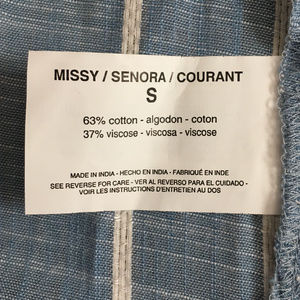 MISSY / SENORA / COURANT
S
63% cotton - algodon - coton
37% viscose - viscosa - viscose
MADE IN INDIA - HECHO EN INDIA - FABRIQUÉ EN INDE
SEE REVERSE FOR CARE - VER AL REVERSO PARA EL CUIDADO -
VOIR LES INSTRUCTIONS D'ENTRETIEN AU DOS